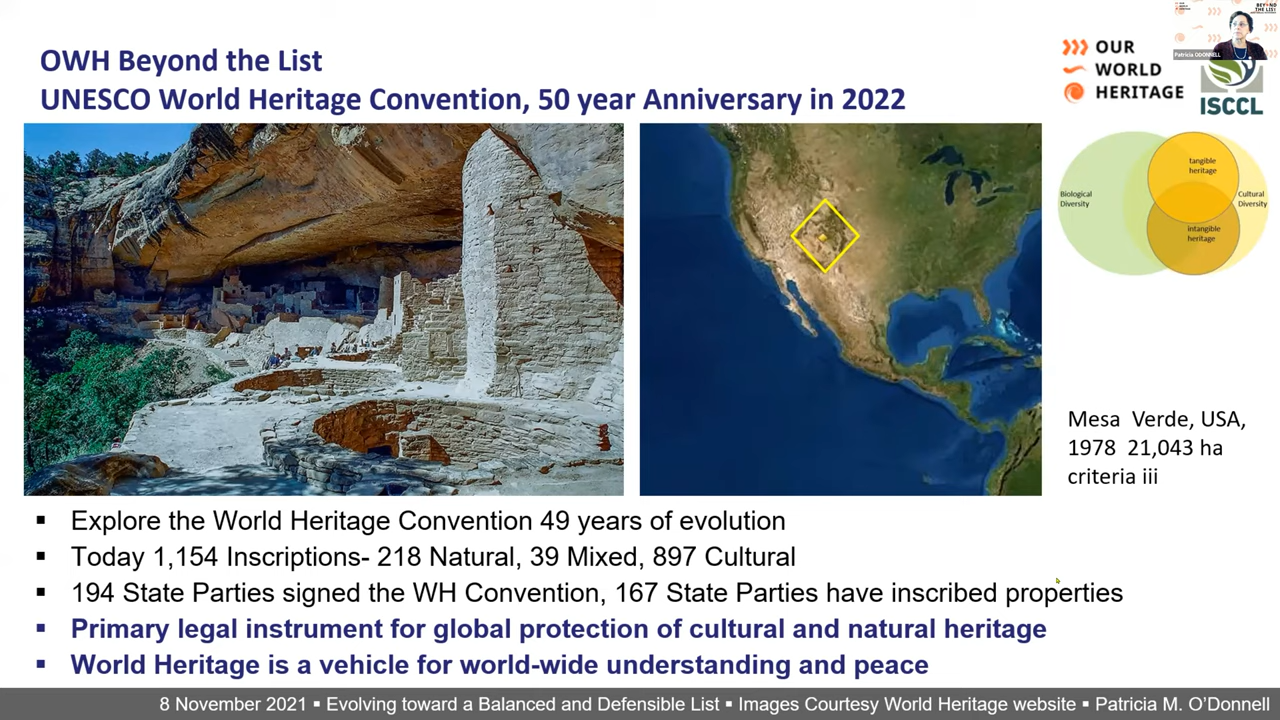 OWH Beyond the List
UNESCO World Heritage Convention, 50 year Anniversary in 2022
OUR
WORLD
HERITAGE
Patricia ODONNELL
ISCCL
Biological
Diversity
tangible
heritage
Cultural
Diversity
intangible
heritage
Mesa Verde, USA,
1978 21,043 ha
criteria iii
▪ Explore the World Heritage Convention 49 years of evolution
▪ Today 1,154 Inscriptions- 218 Natural, 39 Mixed, 897 Cultural
▪ 194 State Parties signed the WH Convention, 167 State Parties have inscribed properties
▪ Primary legal instrument for global protection of cultural and natural heritage
▪ World Heritage is a vehicle for world-wide understanding and peace
8 November 2021 ▪ Evolving toward a Balanced and Defensible List ▪ Images Courtesy World Heritage website ▪ Patricia M. O’Donnell